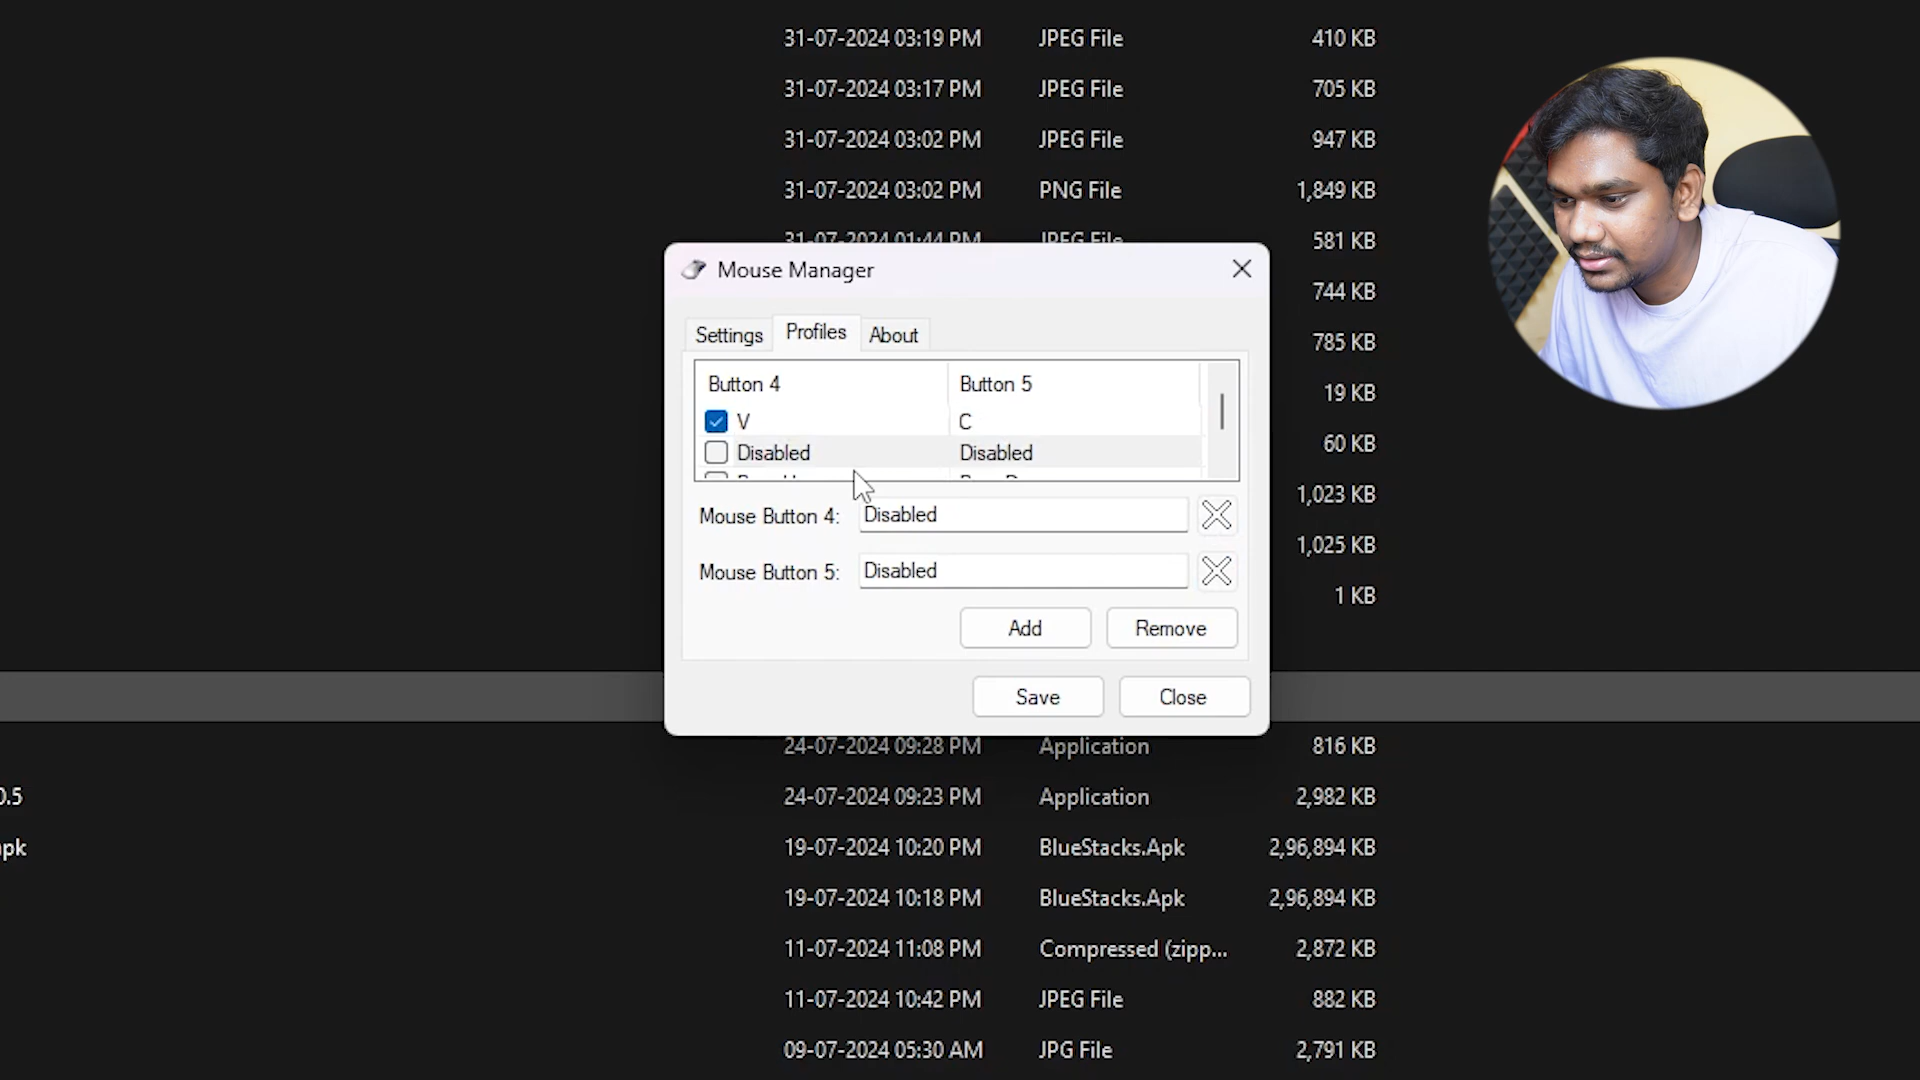 31-07-2024 03:19 PM JPEG File 410 KB
31-07-2024 03:17 PM JPEG File 705 KB
31-07-2024 03:02 PM JPEG File 947 KB
31-07-2024 03:02 PM PNG File 1,849 KB
31-07-2024 01:44 PM JPEG File 581 KB
Mouse Manager
744 KB
Settings Profiles About
785 KB
Button 4 Button 5
19 KB
V C
60 KB
Disabled Disabled
1,023 KB
Mouse Button 4: Disabled
1,025 KB
Mouse Button 5: Disabled
1 KB
Add Remove
Save Close
24-07-2024 09:28 PM Application 816 KB
0.5 24-07-2024 09:23 PM Application 2,982 KB
apk 19-07-2024 10:20 PM BlueStacks.Apk 2,96,894 KB
19-07-2024 10:18 PM BlueStacks.Apk 2,96,894 KB
11-07-2024 11:08 PM Compressed (zipp... 2,872 KB
11-07-2024 10:42 PM JPEG File 882 KB
09-07-2024 05:30 AM JPG File 2,791 KB